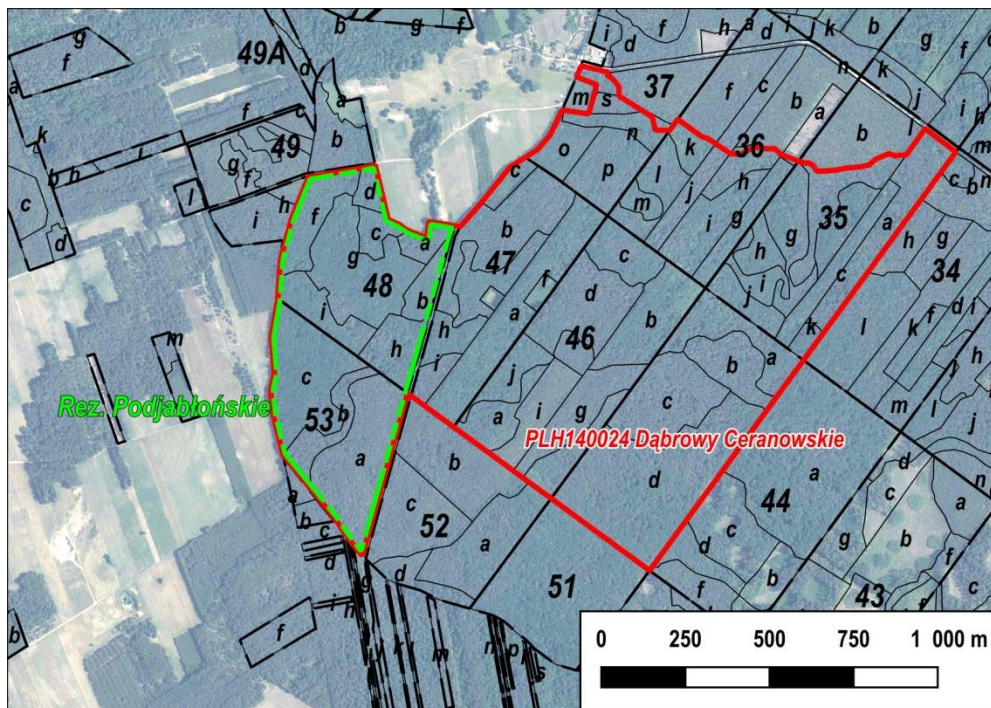 g
f
49A
d
b
g
f
i
d
f
h
a
d
i
j
k
b
g
f
a
k
a
b
c
49
g
f
l
i
h
b
h
c
d
37
m
s
n
o
p
l
m
k
j
i
f
c
b
a
36
h
g
h
i
j
n
k
j
l
i
h
m
b
35
g
c
k
a
h
g
34
d
f
i
k
l
c
b
n
d
f
c
g
a
48
b
i
h
c
b
47
h
i
f
a
j
c
d
46
b
b
a
c
l
m
l
j
j
m
Rez. Podjabłońskie
c
53
b
a
a
i
g
PLH140024 Dąbrowy Ceranowskie
b
c
52
a
d
a
44
c
d
g
b
d
c
b
n
a
f
43
c
a
b
c
d
g
d
51
f
b
i
h
f
k
m
n
p
s
b
0 250 500 750 1 000 m